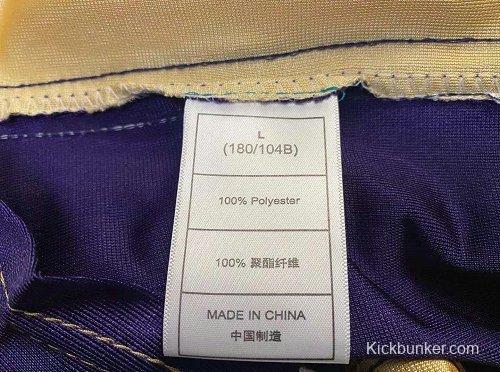 L
(180/104B)
100% Polyester
100% 聚酯纤维
MADE IN CHINA
中国制造
Kickbunker.com